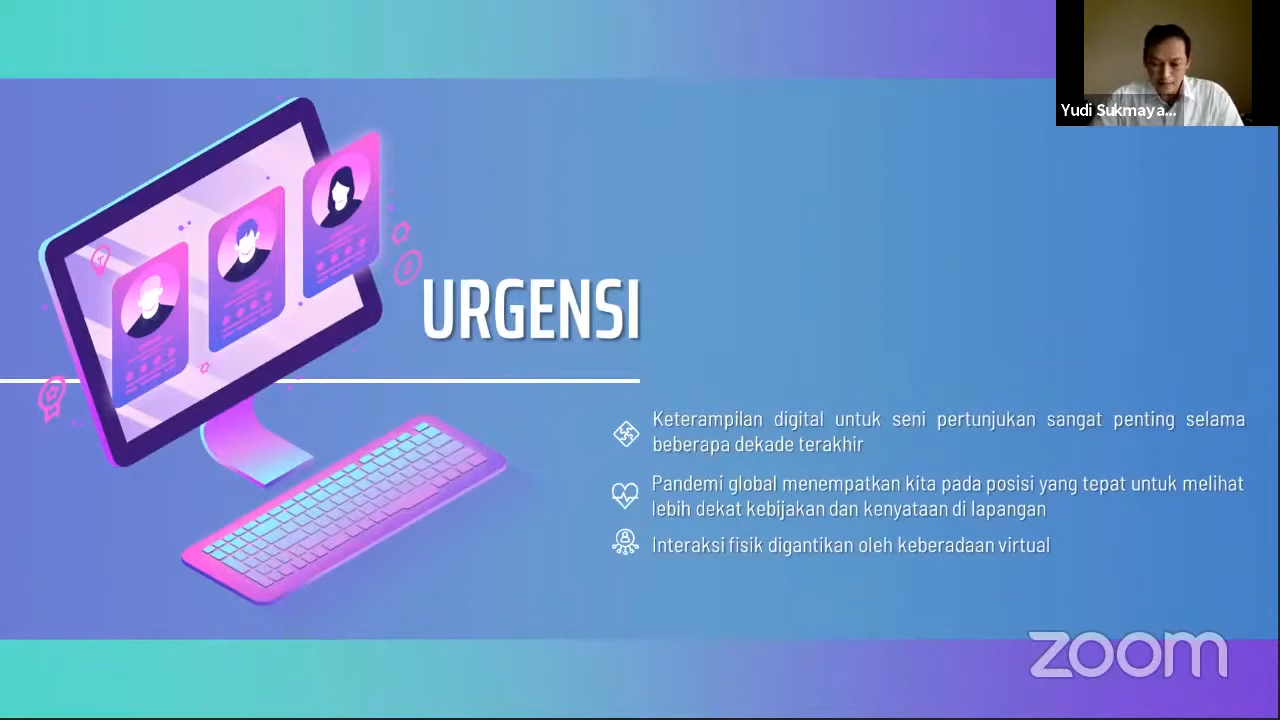 Yudi Sukmaya...
URGENSI
Keterampilan digital untuk seni pertunjukan sangat penting selama
beberapa dekade terakhir
Pandemi global menempatkan kita pada posisi yang tepat untuk melihat
lebih dekat kebijakan dan kenyataan di lapangan
Interaksi fisik digantikan oleh keberadaan virtual
zoom